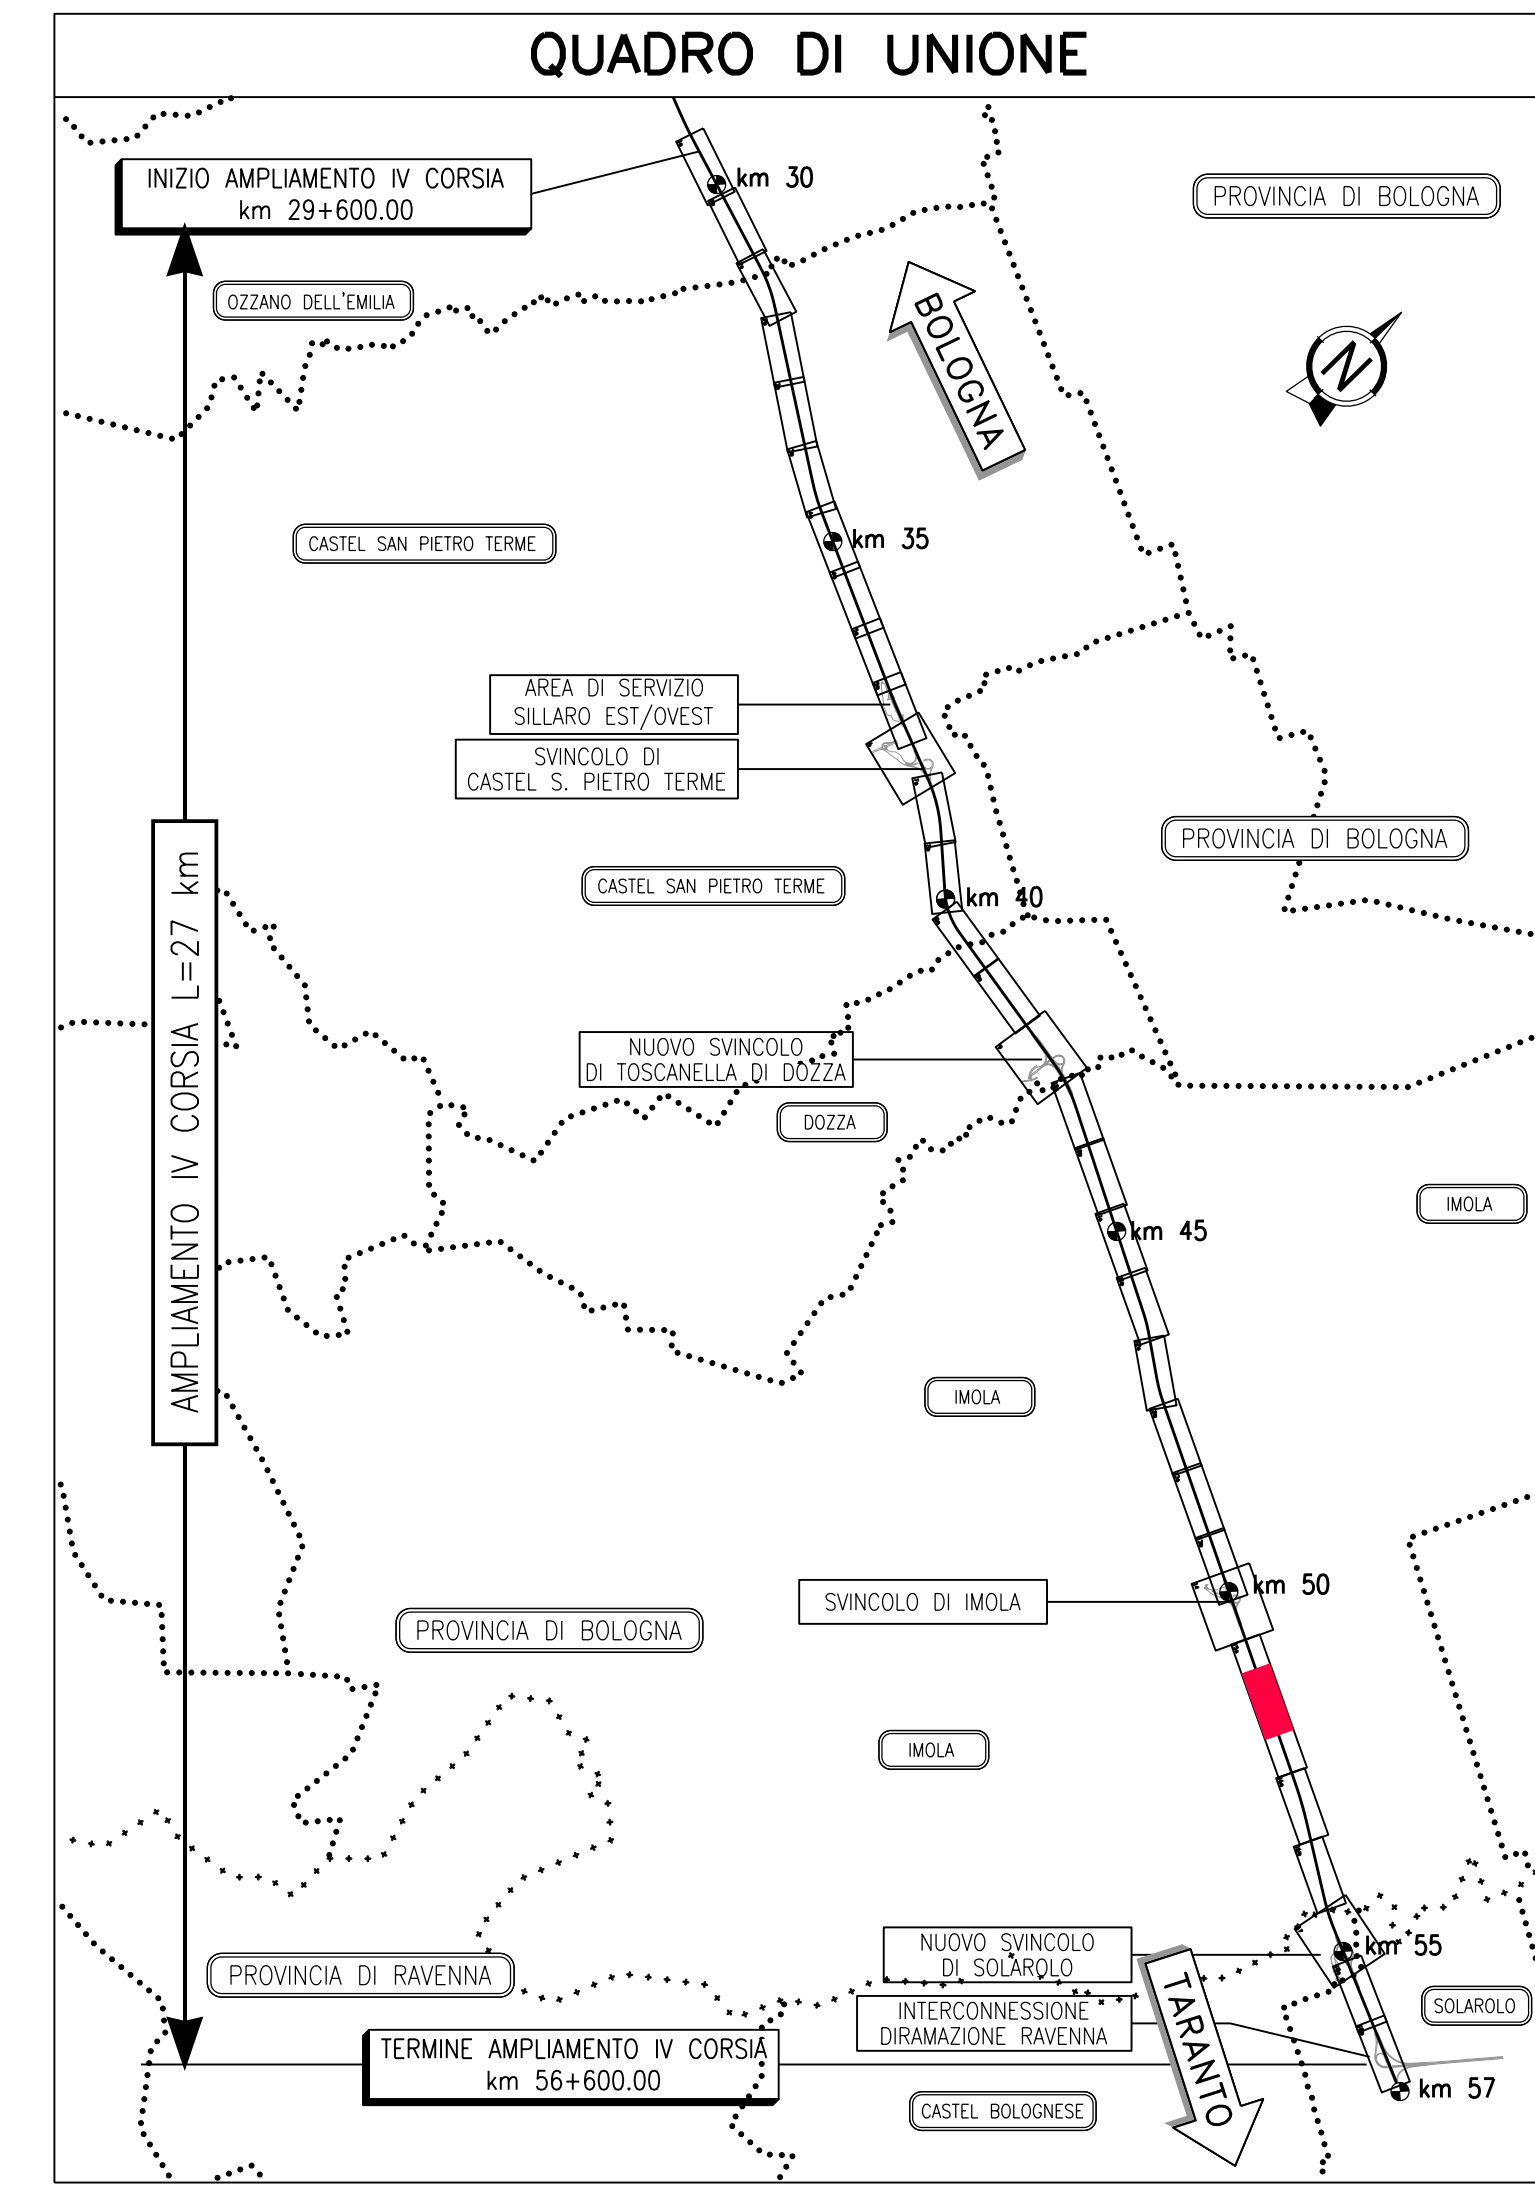 QUADRO DI UNIONE
INIZIO AMPLIAMENTO IV CORSIA
km 29+600.00
km 30
PROVINCIA DI BOLOGNA
OZZANO DELL'EMILIA
BOLOGNA
N
CASTEL SAN PIETRO TERME
km 35
AREA DI SERVIZIO
SILLARO EST/OVEST
SVINCOLO DI
CASTEL S. PIETRO TERME
PROVINCIA DI BOLOGNA
CASTEL SAN PIETRO TERME
km 40
AMPLIAMENTO IV CORSIA L=27 km
NUOVO SVINCOLO
DI TOSCANELLA DI DOZZA
DOZZA
IMOLA
km 45
IMOLA
km 50
SVINCOLO DI IMOLA
PROVINCIA DI BOLOGNA
IMOLA
NUOVO SVINCOLO
DI SOLAROLO
km 55
PROVINCIA DI RAVENNA
SOLAROLO
INTERCONNESSIONE
DIRAMAZIONE RAVENNA
TARANTO
TERMINE AMPLIAMENTO IV CORSIA
km 56+600.00
km 57
CASTEL BOLOGNESE